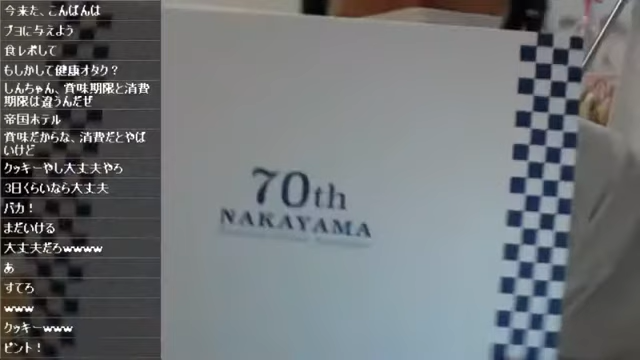 今来た、こんばんは
ブヨに与えよう
食レポして
もしかして健康オタク？
しんちゃん、賞味期限と消費
期限は違うんだぜ
帝国ホテル
賞味だからな、消費だとやば
いけど
クッキーやし大丈夫やろ
3日くらいなら大丈夫
バカ！
まだいける
大丈夫だろwwww
あ
すてろ
www
クッキーwww
ピント！
70th
NAKAYAMA